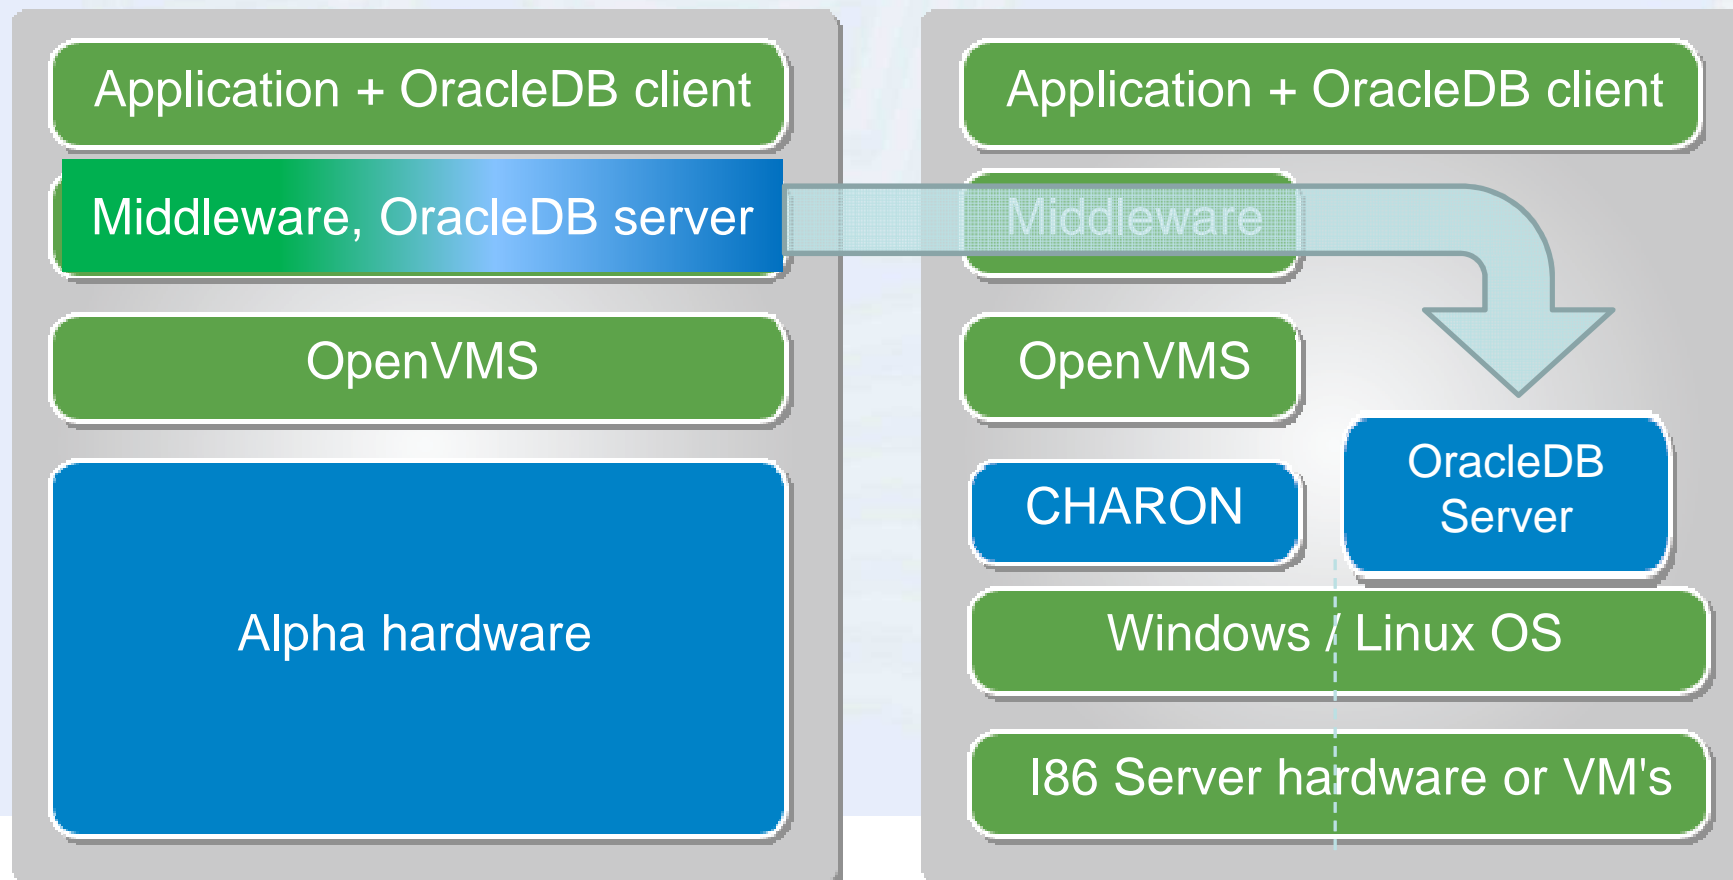 Application + OracleDB client
Middleware, OracleDB server
OpenVMS
Alpha hardware
Application + OracleDB client
Middleware
OpenVMS
CHARON
OracleDB
Server
Windows / Linux OS
I86 Server hardware or VM's